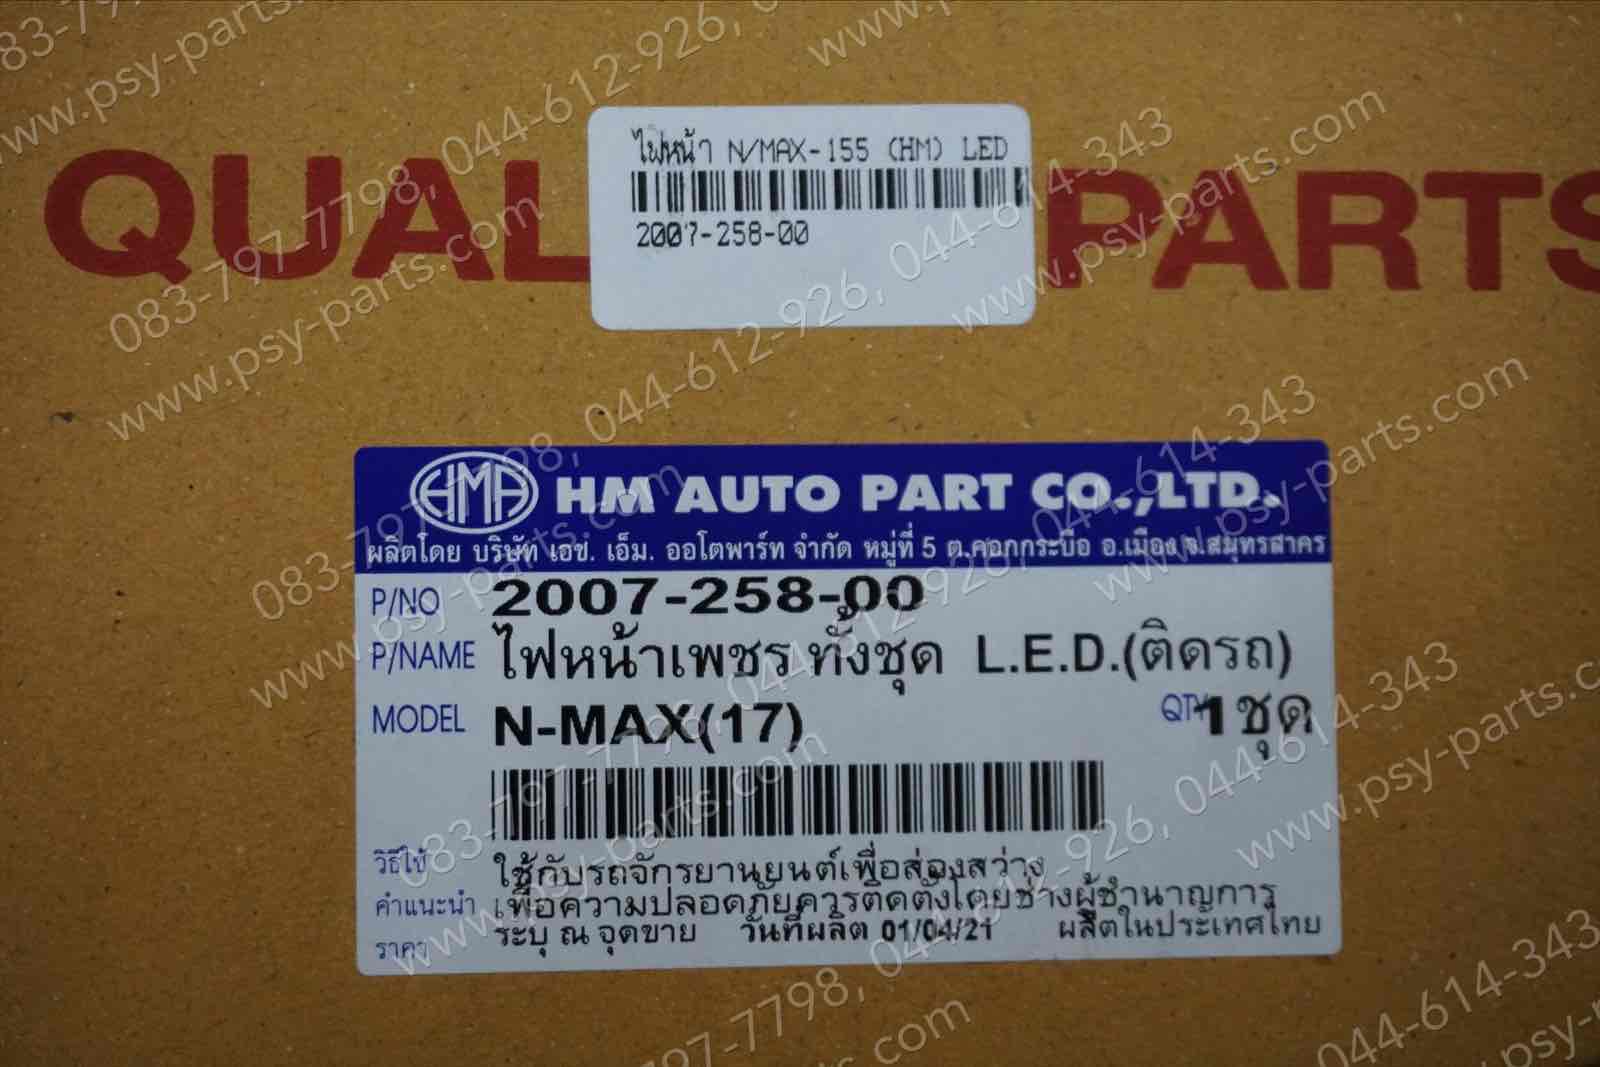 QUAL PARTS
ไฟหน้า N/MAX-155 (HM) LED
2007-258-00
HMA HM AUTO PART CO.,LTD.
ผลิตโดย บริษัท เอช. เอ็ม. ออโตพาร์ท จำกัด หมู่ที่ 5 ต.คอกกระบือ อ.เมือง จ.สมุทรสาคร
P/NO 2007-258-00
P/NAME ไฟหน้าเพชร ทั้งชุด L.E.D.(ติดรถ)
MODEL N-MAX(17) QTY 1 ชุด
วิธีใช้ ใช้กับรถจักรยานยนต์เพื่อส่องสว่าง
คำแนะนำ เพื่อความปลอดภัยควรติดตั้งโดยช่างผู้ชำนาญการ
ราคา ระบุ ณ จุดขาย วันที่ผลิต 01/04/21 ผลิตในประเทศไทย
083-797-7798, 044-612-926, 044-614-343
www.psy-parts.com